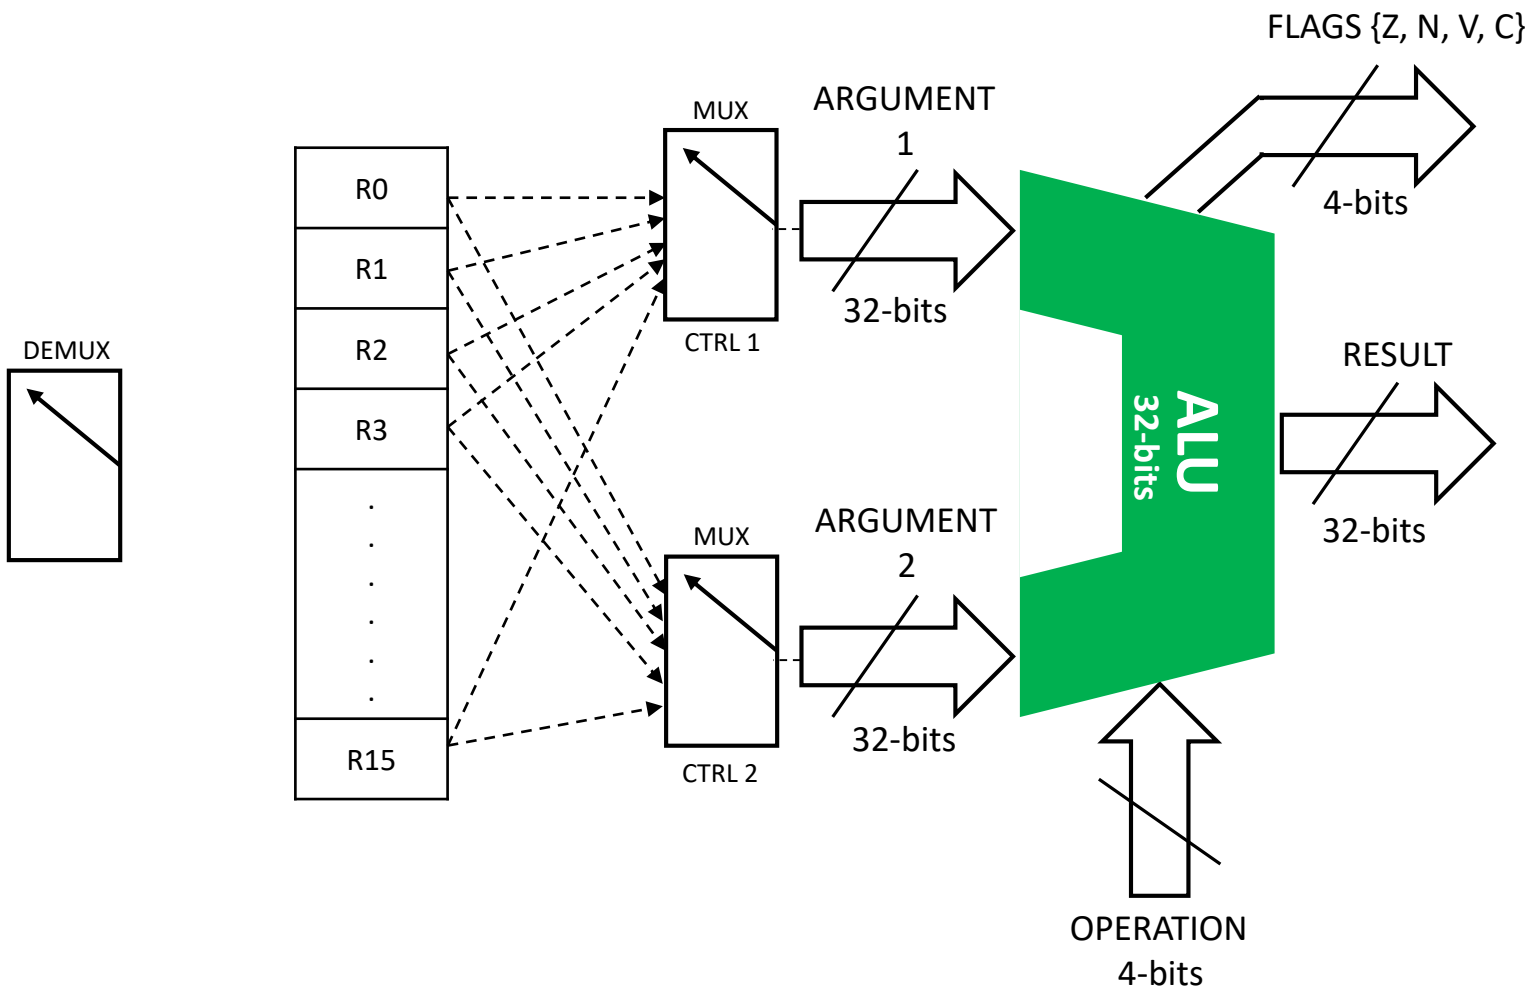 FLAGS {Z, N, V, C}
4-bits
MUX
ARGUMENT
1
32-bits
CTRL 1
R0
R1
R2
R3
.
.
.
.
.
.
R15
DEMUX
RESULT
32-bits
ALU
32-bits
MUX
ARGUMENT
2
32-bits
CTRL 2
OPERATION
4-bits